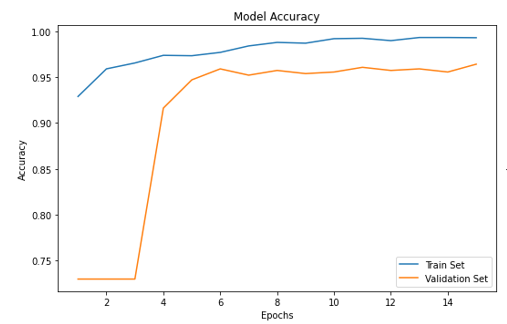 Model Accuracy
1.00
0.95
0.90
0.85
0.80
0.75
Accuracy
2 4 6 8 10 12 14
Epochs
Train Set
Validation Set